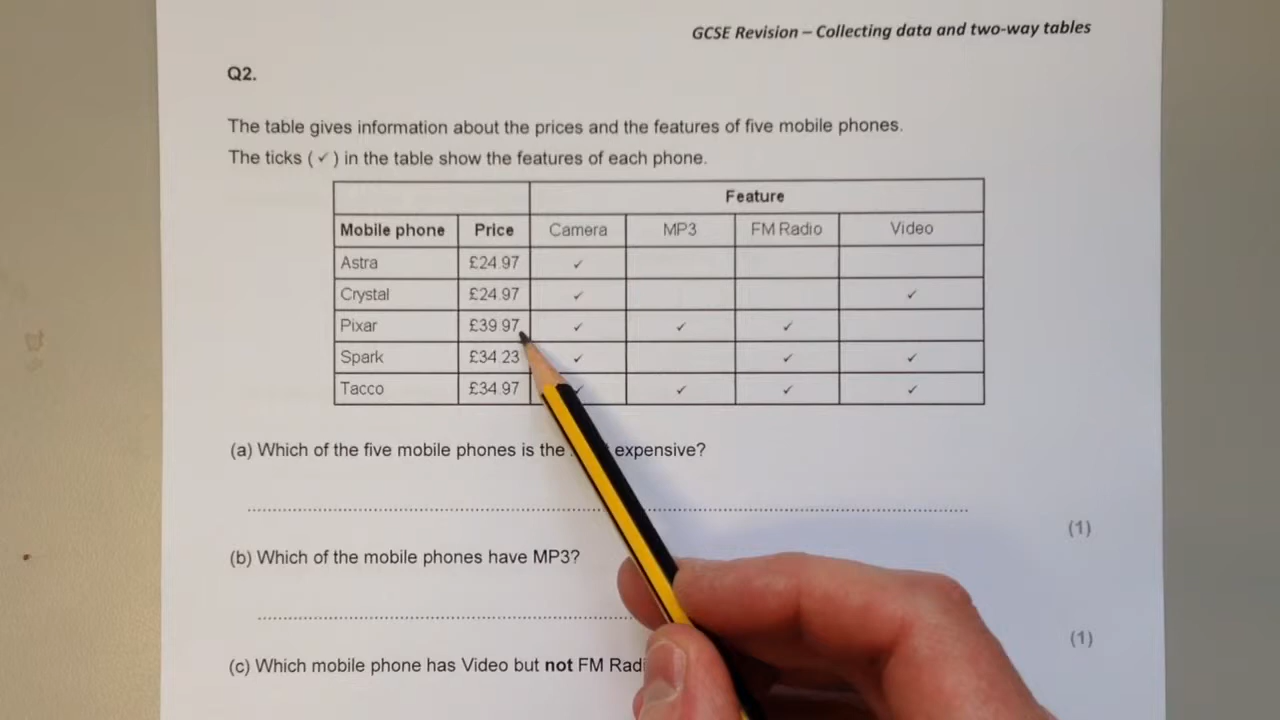 GCSE Revision – Collecting data and two-way tables
Q2.
The table gives information about the prices and the features of five mobile phones.
The ticks ( ✓ ) in the table show the features of each phone.
Feature
Mobile phone Price Camera MP3 FM Radio Video
Astra £24.97 ✓
Crystal £24.97 ✓ ✓
Pixar £39.97 ✓ ✓ ✓
Spark £34.23 ✓ ✓ ✓
Tacco £34.97 ✓ ✓ ✓ ✓
(a) Which of the five mobile phones is the expensive?
(1)
(b) Which of the mobile phones have MP3?
(1)
(c) Which mobile phone has Video but not FM